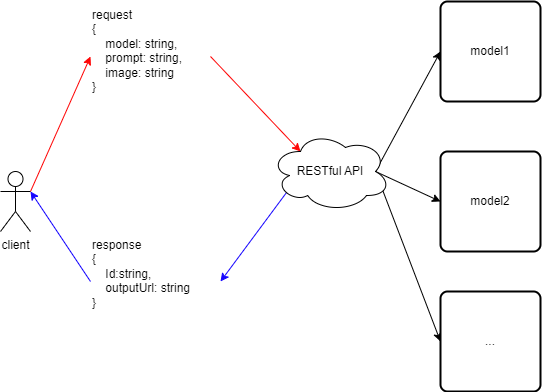 request
{
model: string,
prompt: string,
image: string
}
model1
RESTful API
model2
client
response
{
Id:string,
outputUrl: string
}
...